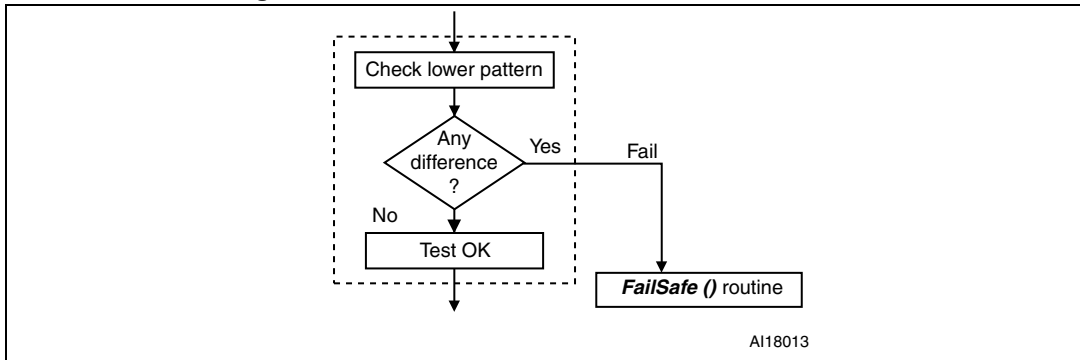 Check lower pattern
Any
difference
?
Yes
Fail
No
Test OK
FailSafe () routine
AI18013